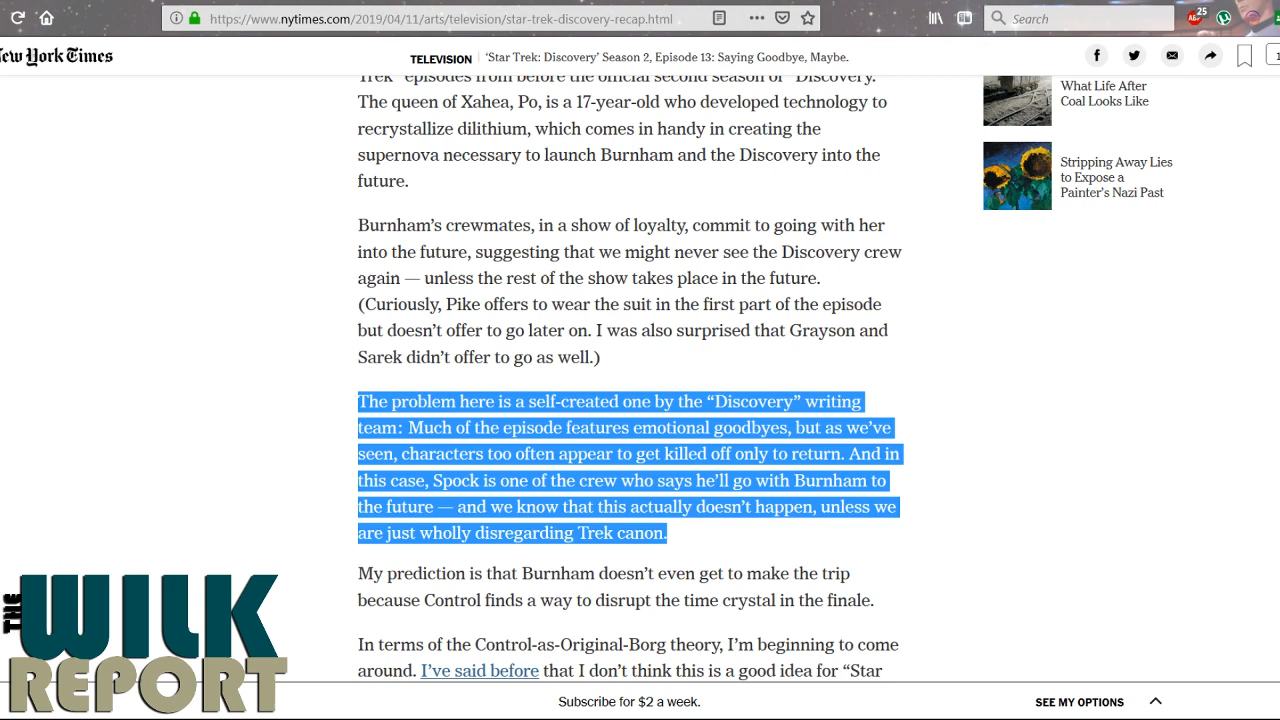 https://www.nytimes.com/2019/04/11/arts/television/star-trek-discovery-recap.html
Search
25
ew York Times
TELEVISION
'Star Trek: Discovery' Season 2, Episode 13: Saying Goodbye, Maybe.
Trek" episodes from before the official second season of "Discovery."
The queen of Xahea, Po, is a 17-year-old who developed technology to
recrystallize dilithium, which comes in handy in creating the
supernova necessary to launch Burnham and the Discovery into the
future.
Burnham's crewmates, in a show of loyalty, commit to going with her
into the future, suggesting that we might never see the Discovery crew
again — unless the rest of the show takes place in the future.
(Curiously, Pike offers to wear the suit in the first part of the episode
but doesn't offer to go later on. I was also surprised that Grayson and
Sarek didn't offer to go as well.)
The problem here is a self-created one by the "Discovery" writing
team: Much of the episode features emotional goodbyes, but as we've
seen, characters too often appear to get killed off only to return. And in
this case, Spock is one of the crew who says he'll go with Burnham to
the future — and we know that this actually doesn't happen, unless we
are just wholly disregarding Trek canon.
My prediction is that Burnham doesn't even get to make the trip
because Control finds a way to disrupt the time crystal in the finale.
In terms of the Control-as-Original-Borg theory, I'm beginning to come
around. I've said before that I don't think this is a good idea for "Star
What Life After
Coal Looks Like
Stripping Away Lies
to Expose a
Painter's Nazi Past
THE
WILK
REPORT
Subscribe for $2 a week.
SEE MY OPTIONS